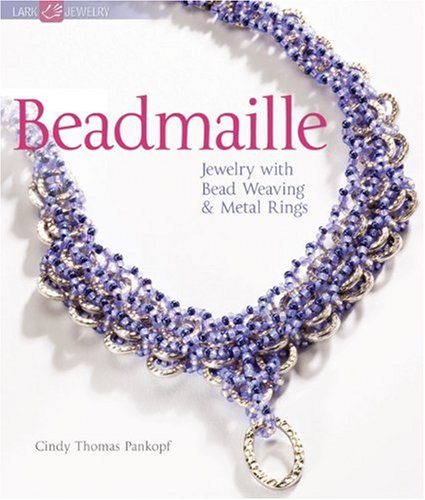 LARK JEWELRY
Beadmaille
Jewelry with
Bead Weaving
& Metal Rings
Cindy Thomas Pankopf